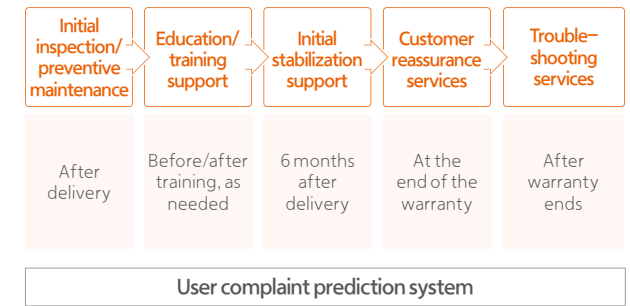 Initial
inspection/
preventive
maintenance
Education/
training
support
Initial
stabilization
support
Customer
reassurance
services
Trouble–
shooting
services
After
delivery
Before/after
training, as
needed
6 months
after
delivery
At the
end of the
warranty
After
warranty
ends
User complaint prediction system